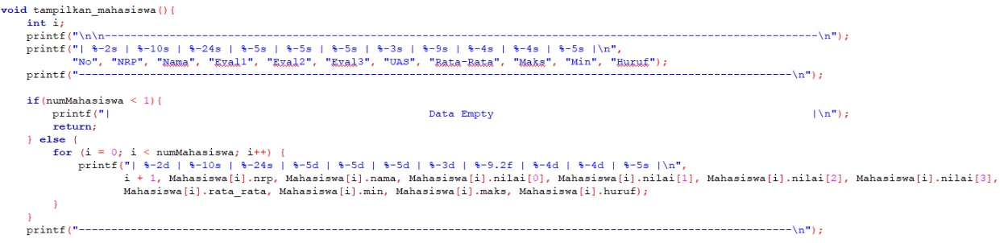 void tampilkan_mahasiswa(){
    int i;
    printf("\n\n--------------------------------------------------------------------------------------------------------------\n");
    printf("| %-2s | %-10s | %-24s | %-5s | %-5s | %-5s | %-3s | %-9s | %-4s | %-4s | %-5s |\n",
           "No", "NRP", "Nama", "Eval1", "Eval2", "Eval3", "UAS", "Rata-Rata", "Maks", "Min", "Huruf");
    printf("--------------------------------------------------------------------------------------------------------------\n");

    if(numMahasiswa < 1){
        printf("|                                                 Data Empty                                                 |\n");
        return;
    } else {
        for (i = 0; i < numMahasiswa; i++) {
            printf("| %-2d | %-10s | %-24s | %-5d | %-5d | %-5d | %-3d | %-9.2f | %-4d | %-4d | %-5s |\n",
                   i + 1, Mahasiswa[i].nrp, Mahasiswa[i].nama, Mahasiswa[i].nilai[0], Mahasiswa[i].nilai[1], Mahasiswa[i].nilai[2], Mahasiswa[i].nilai[3],
                   Mahasiswa[i].rata_rata, Mahasiswa[i].min, Mahasiswa[i].maks, Mahasiswa[i].huruf);
        }
    }
    printf("--------------------------------------------------------------------------------------------------------------\n");